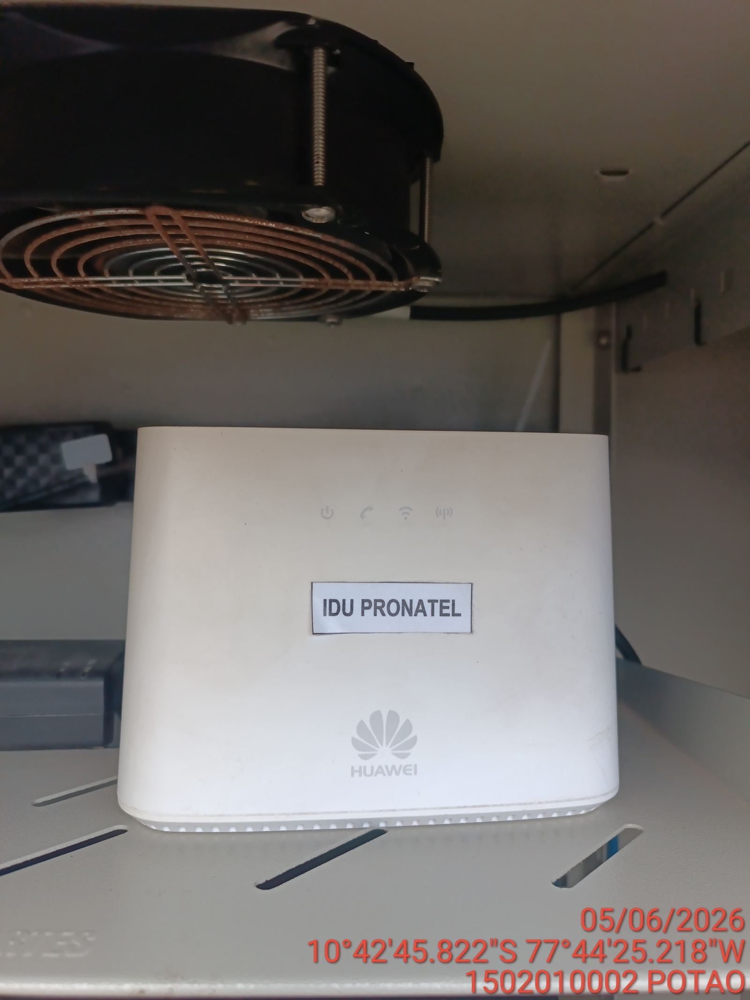 IDU PRONATEL
HUAWEI
05/06/2026
10°42'45.822"S 77°44'25.218"W
1502010002 POTAO